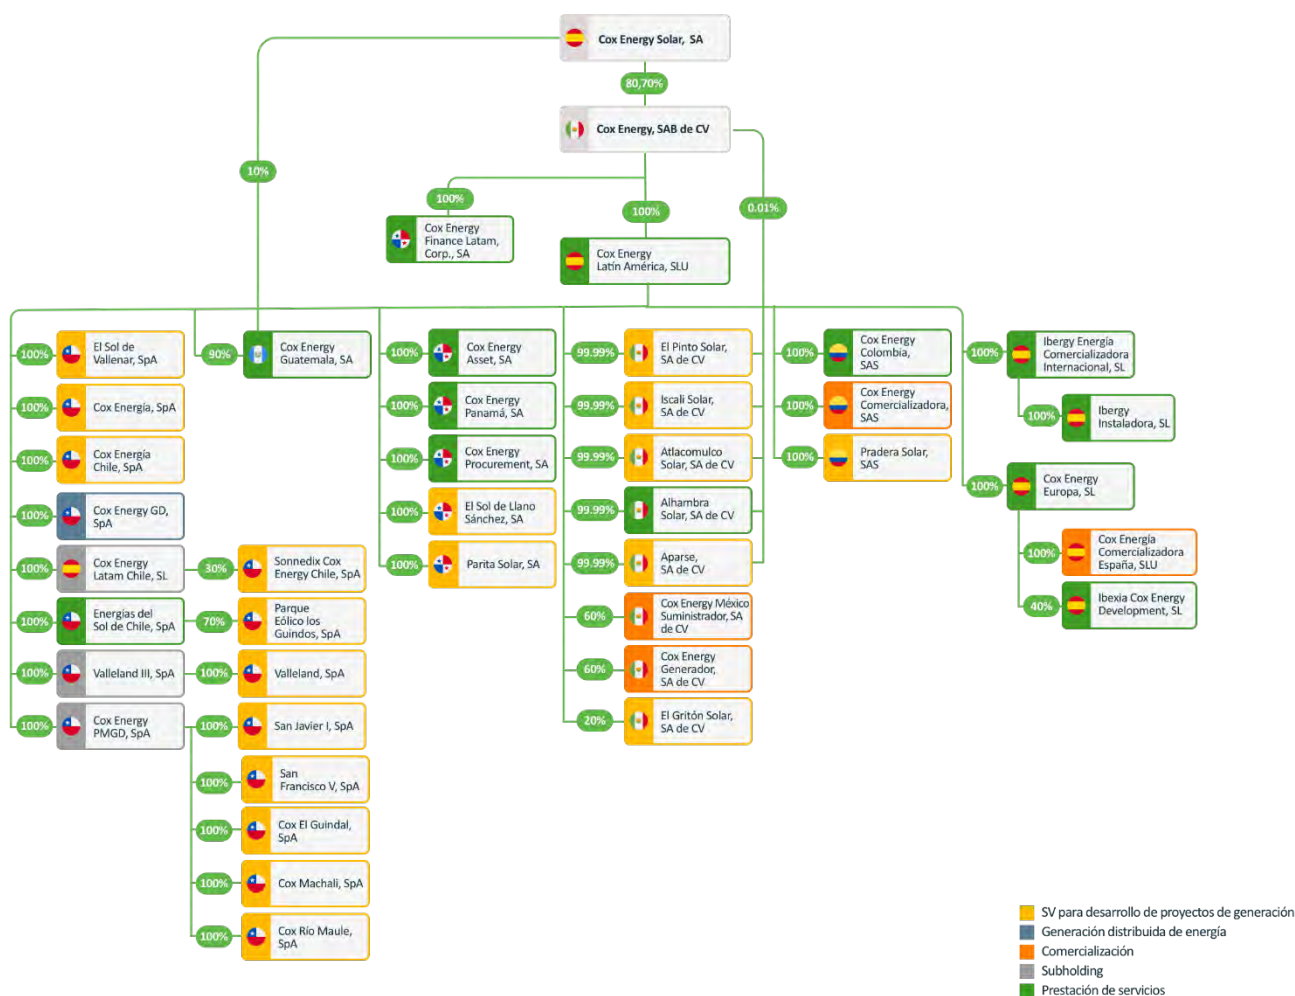 Cox Energy Solar, SA
80,70%
Cox Energy, SAB de CV
10%
100%
100%
0.01%
Cox Energy
Finance Latam,
Corp., SA
Cox Energy
Latín América, SLU
100%
El Sol de
Vallenar, SpA
100%
Cox Energía, SpA
100%
Cox Energía
Chile, SpA
100%
Cox Energy GD,
SpA
100%
Cox Energy
Latam Chile, SL
30%
Sonnedix Cox
Energy Chile, SpA
100%
Energías del
Sol de Chile, SpA
70%
Parque
Eólico los
Guindos, SpA
100%
Valleland III, SpA
100%
Valleland, SpA
100%
Cox Energy
PMGD, SpA
100%
San Javier I, SpA
100%
San
Francisco V, SpA
100%
Cox El Guindal,
SpA
100%
Cox Machali, SpA
100%
Cox Río Maule,
SpA
90%
Cox Energy
Guatemala, SA
100%
Cox Energy
Asset, SA
100%
Cox Energy
Panamá, SA
100%
Cox Energy
Procurement, SA
100%
El Sol de Llano
Sánchez, SA
100%
Parita Solar, SA
99.99%
El Pinto Solar,
SA de CV
99.99%
Iscali Solar,
SA de CV
99.99%
Atlacomulco
Solar, SA de CV
99.99%
Alhambra
Solar, SA de CV
99.99%
Aparse,
SA de CV
60%
Cox Energy México
Suministrador, SA
de CV
60%
Cox Energy
Generador,
SA de CV
20%
El Gritón Solar,
SA de CV
100%
Cox Energy
Colombia,
SAS
100%
Cox Energy
Comercializadora,
SAS
100%
Pradera Solar,
SAS
100%
Ibergy Energía
Comercializadora
Internacional, SL
100%
Ibergy
Instaladora, SL
100%
Cox Energy
Europa, SL
100%
Cox Energía
Comercializadora
España, SLU
40%
Ibexia Cox Energy
Development, SL
SV para desarrollo de proyectos de generación
Generación distribuida de energía
Comercialización
Subholding
Prestación de servicios